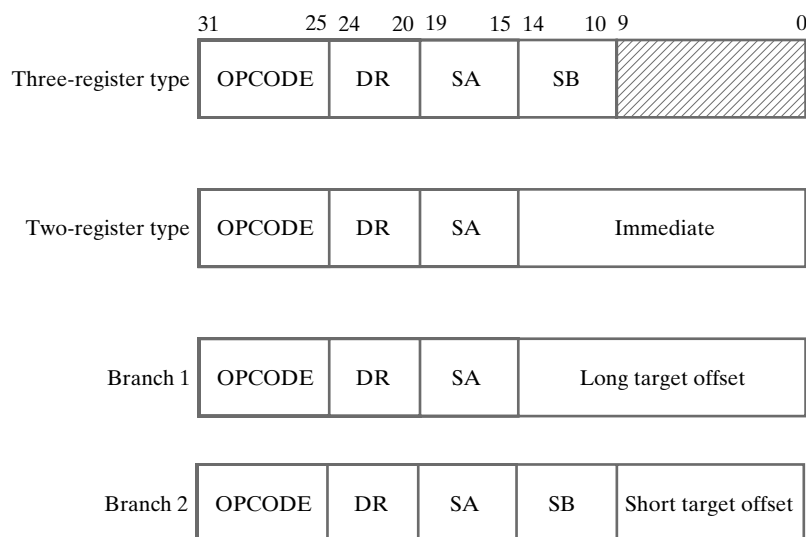 31 25 24 20 19 15 14 10 9 0
Three-register type OPCODE DR SA SB
Two-register type OPCODE DR SA Immediate
Branch 1 OPCODE DR SA Long target offset
Branch 2 OPCODE DR SA SB Short target offset